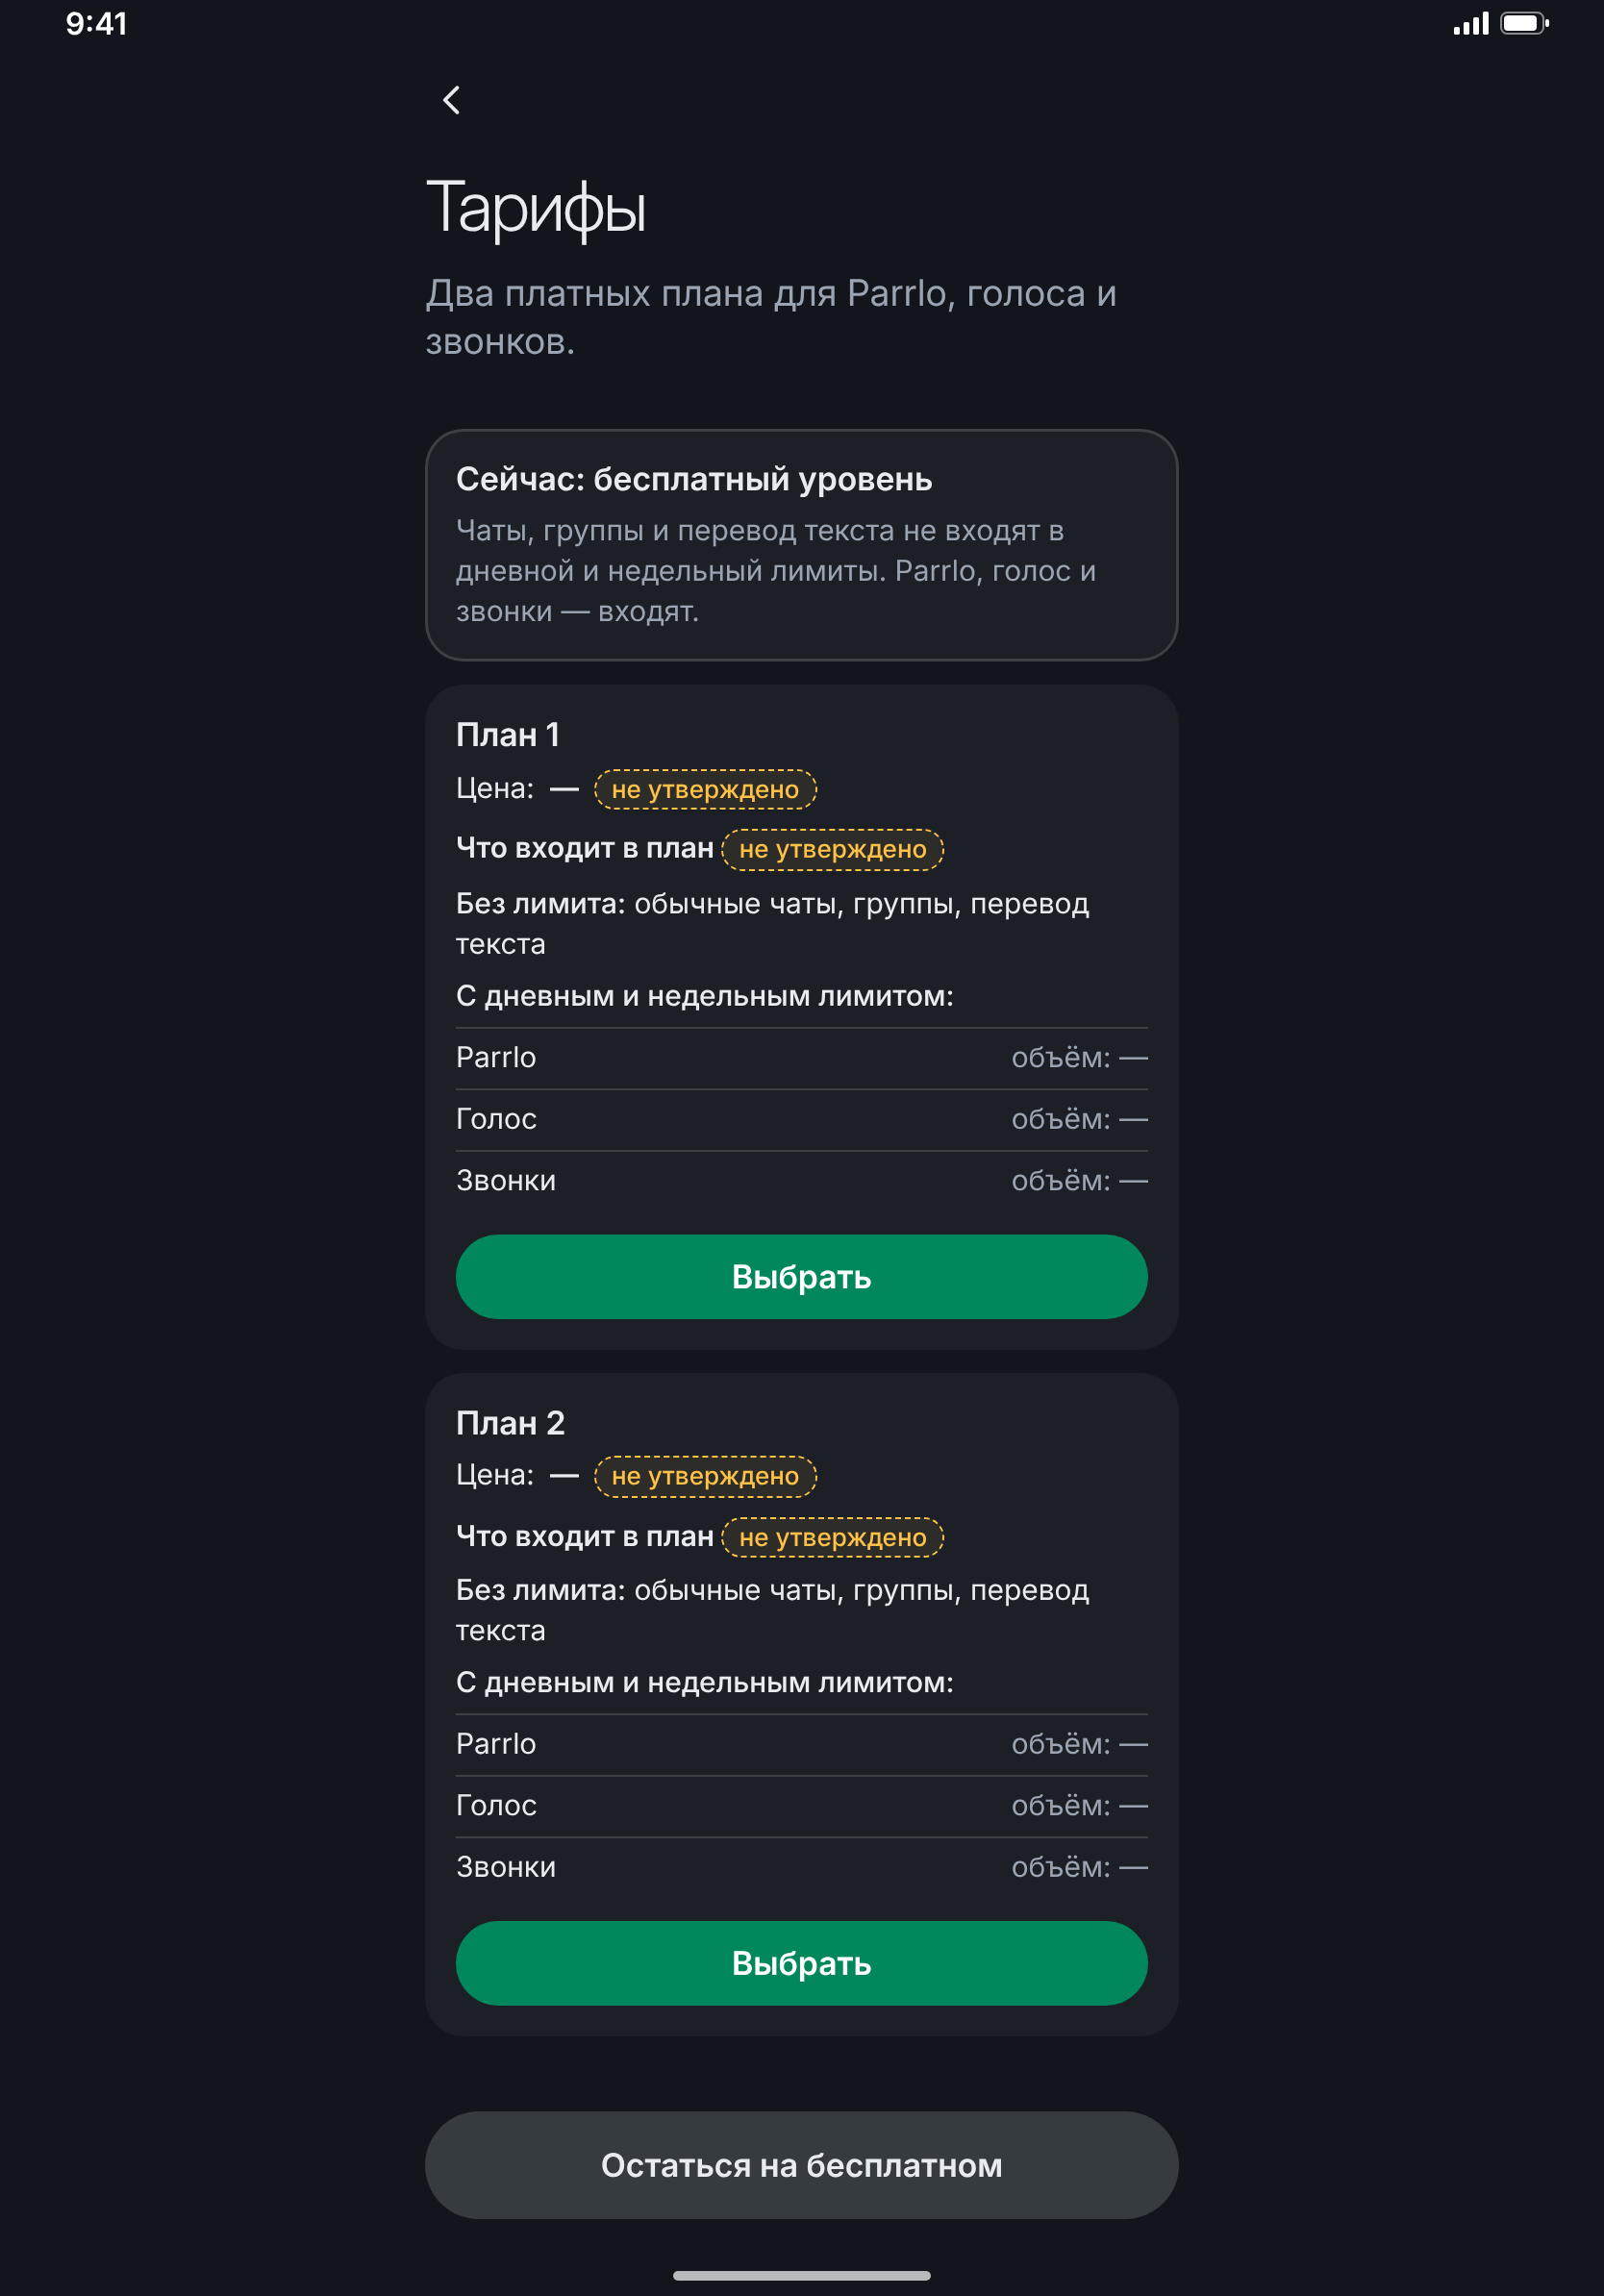 9:41
Тарифы
Два платных плана для Parrlo, голоса и
звонков.
Сейчас: бесплатный уровень
Чаты, группы и перевод текста не входят в
дневной и недельный лимиты. Parrlo, голос и
звонки — входят.
План 1
Цена: — не утверждено
Что входит в план не утверждено
Без лимита: обычные чаты, группы, перевод
текста
С дневным и недельным лимитом:
Parrlo объём: —
Голос объём: —
Звонки объём: —
Выбрать
План 2
Цена: — не утверждено
Что входит в план не утверждено
Без лимита: обычные чаты, группы, перевод
текста
С дневным и недельным лимитом:
Parrlo объём: —
Голос объём: —
Звонки объём: —
Выбрать
Остаться на бесплатном